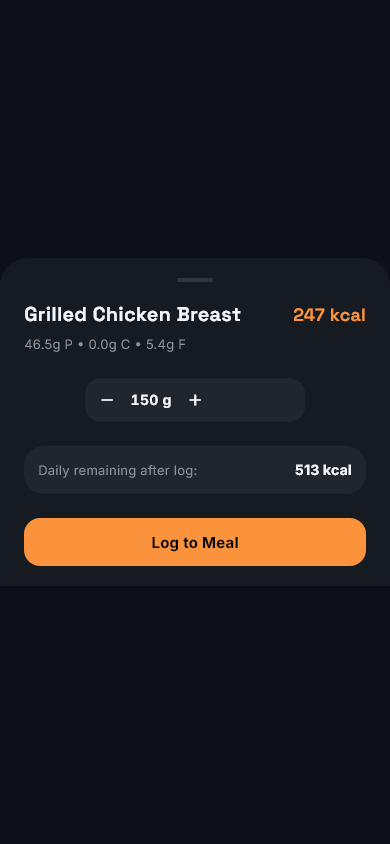 Grilled Chicken Breast 247 kcal
46.5g P • 0.0g C • 5.4g F
− 150 g +
Daily remaining after log: 513 kcal
Log to Meal